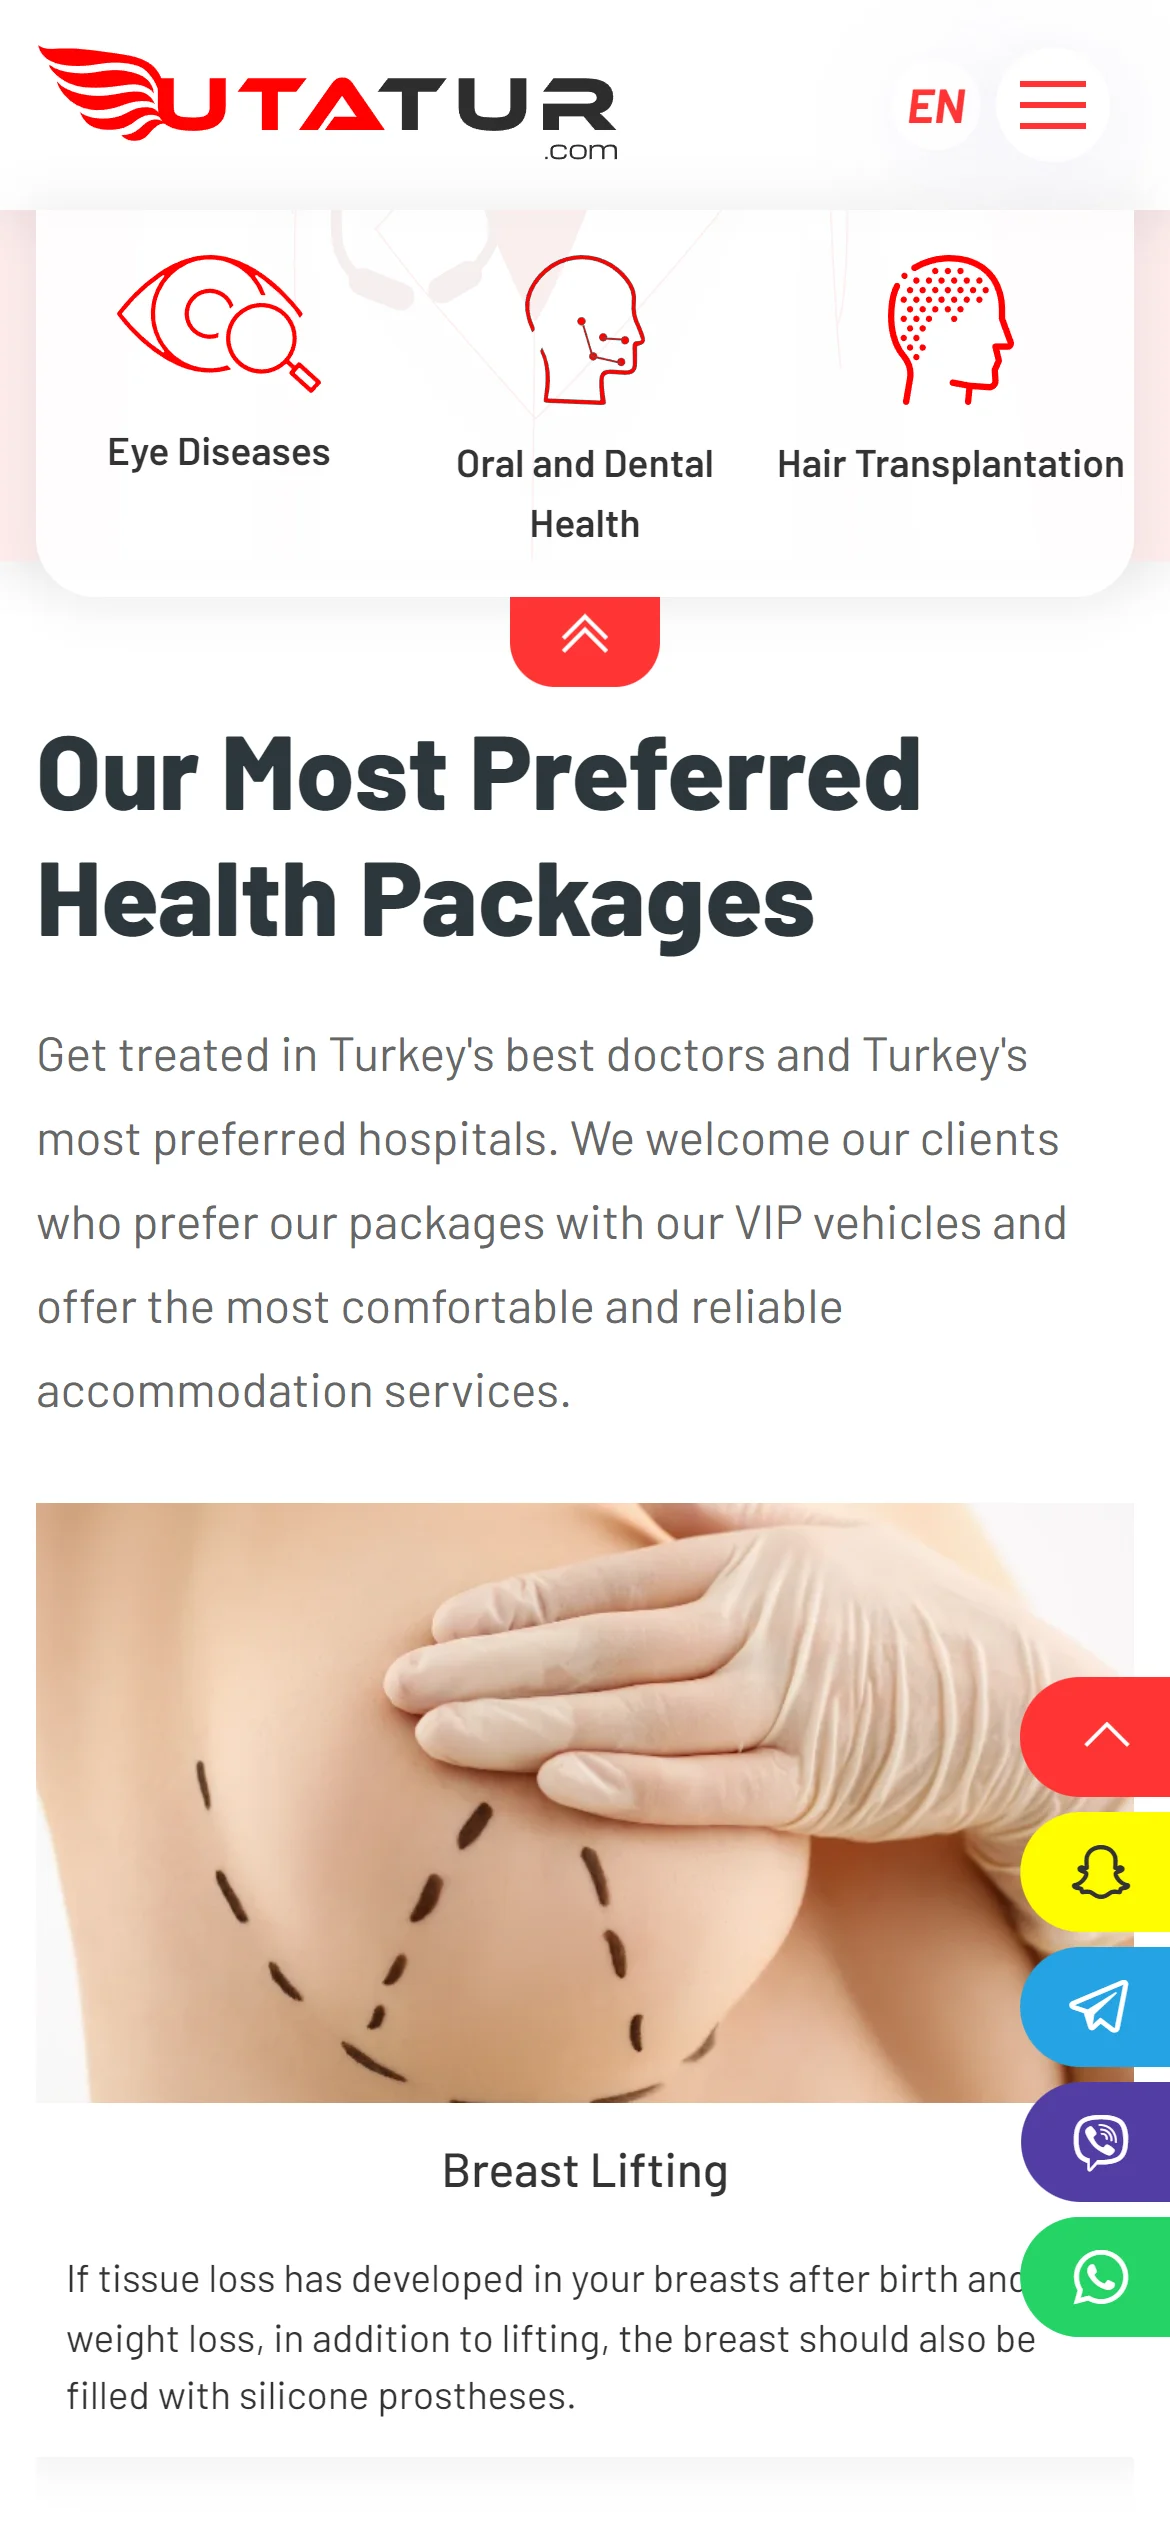 UTATUR
.com
EN
Eye Diseases
Oral and Dental
Health
Hair Transplantation
Our Most Preferred
Health Packages
Get treated in Turkey's best doctors and Turkey's
most preferred hospitals. We welcome our clients
who prefer our packages with our VIP vehicles and
offer the most comfortable and reliable
accommodation services.
Breast Lifting
If tissue loss has developed in your breasts after birth and
weight loss, in addition to lifting, the breast should also be
filled with silicone prostheses.